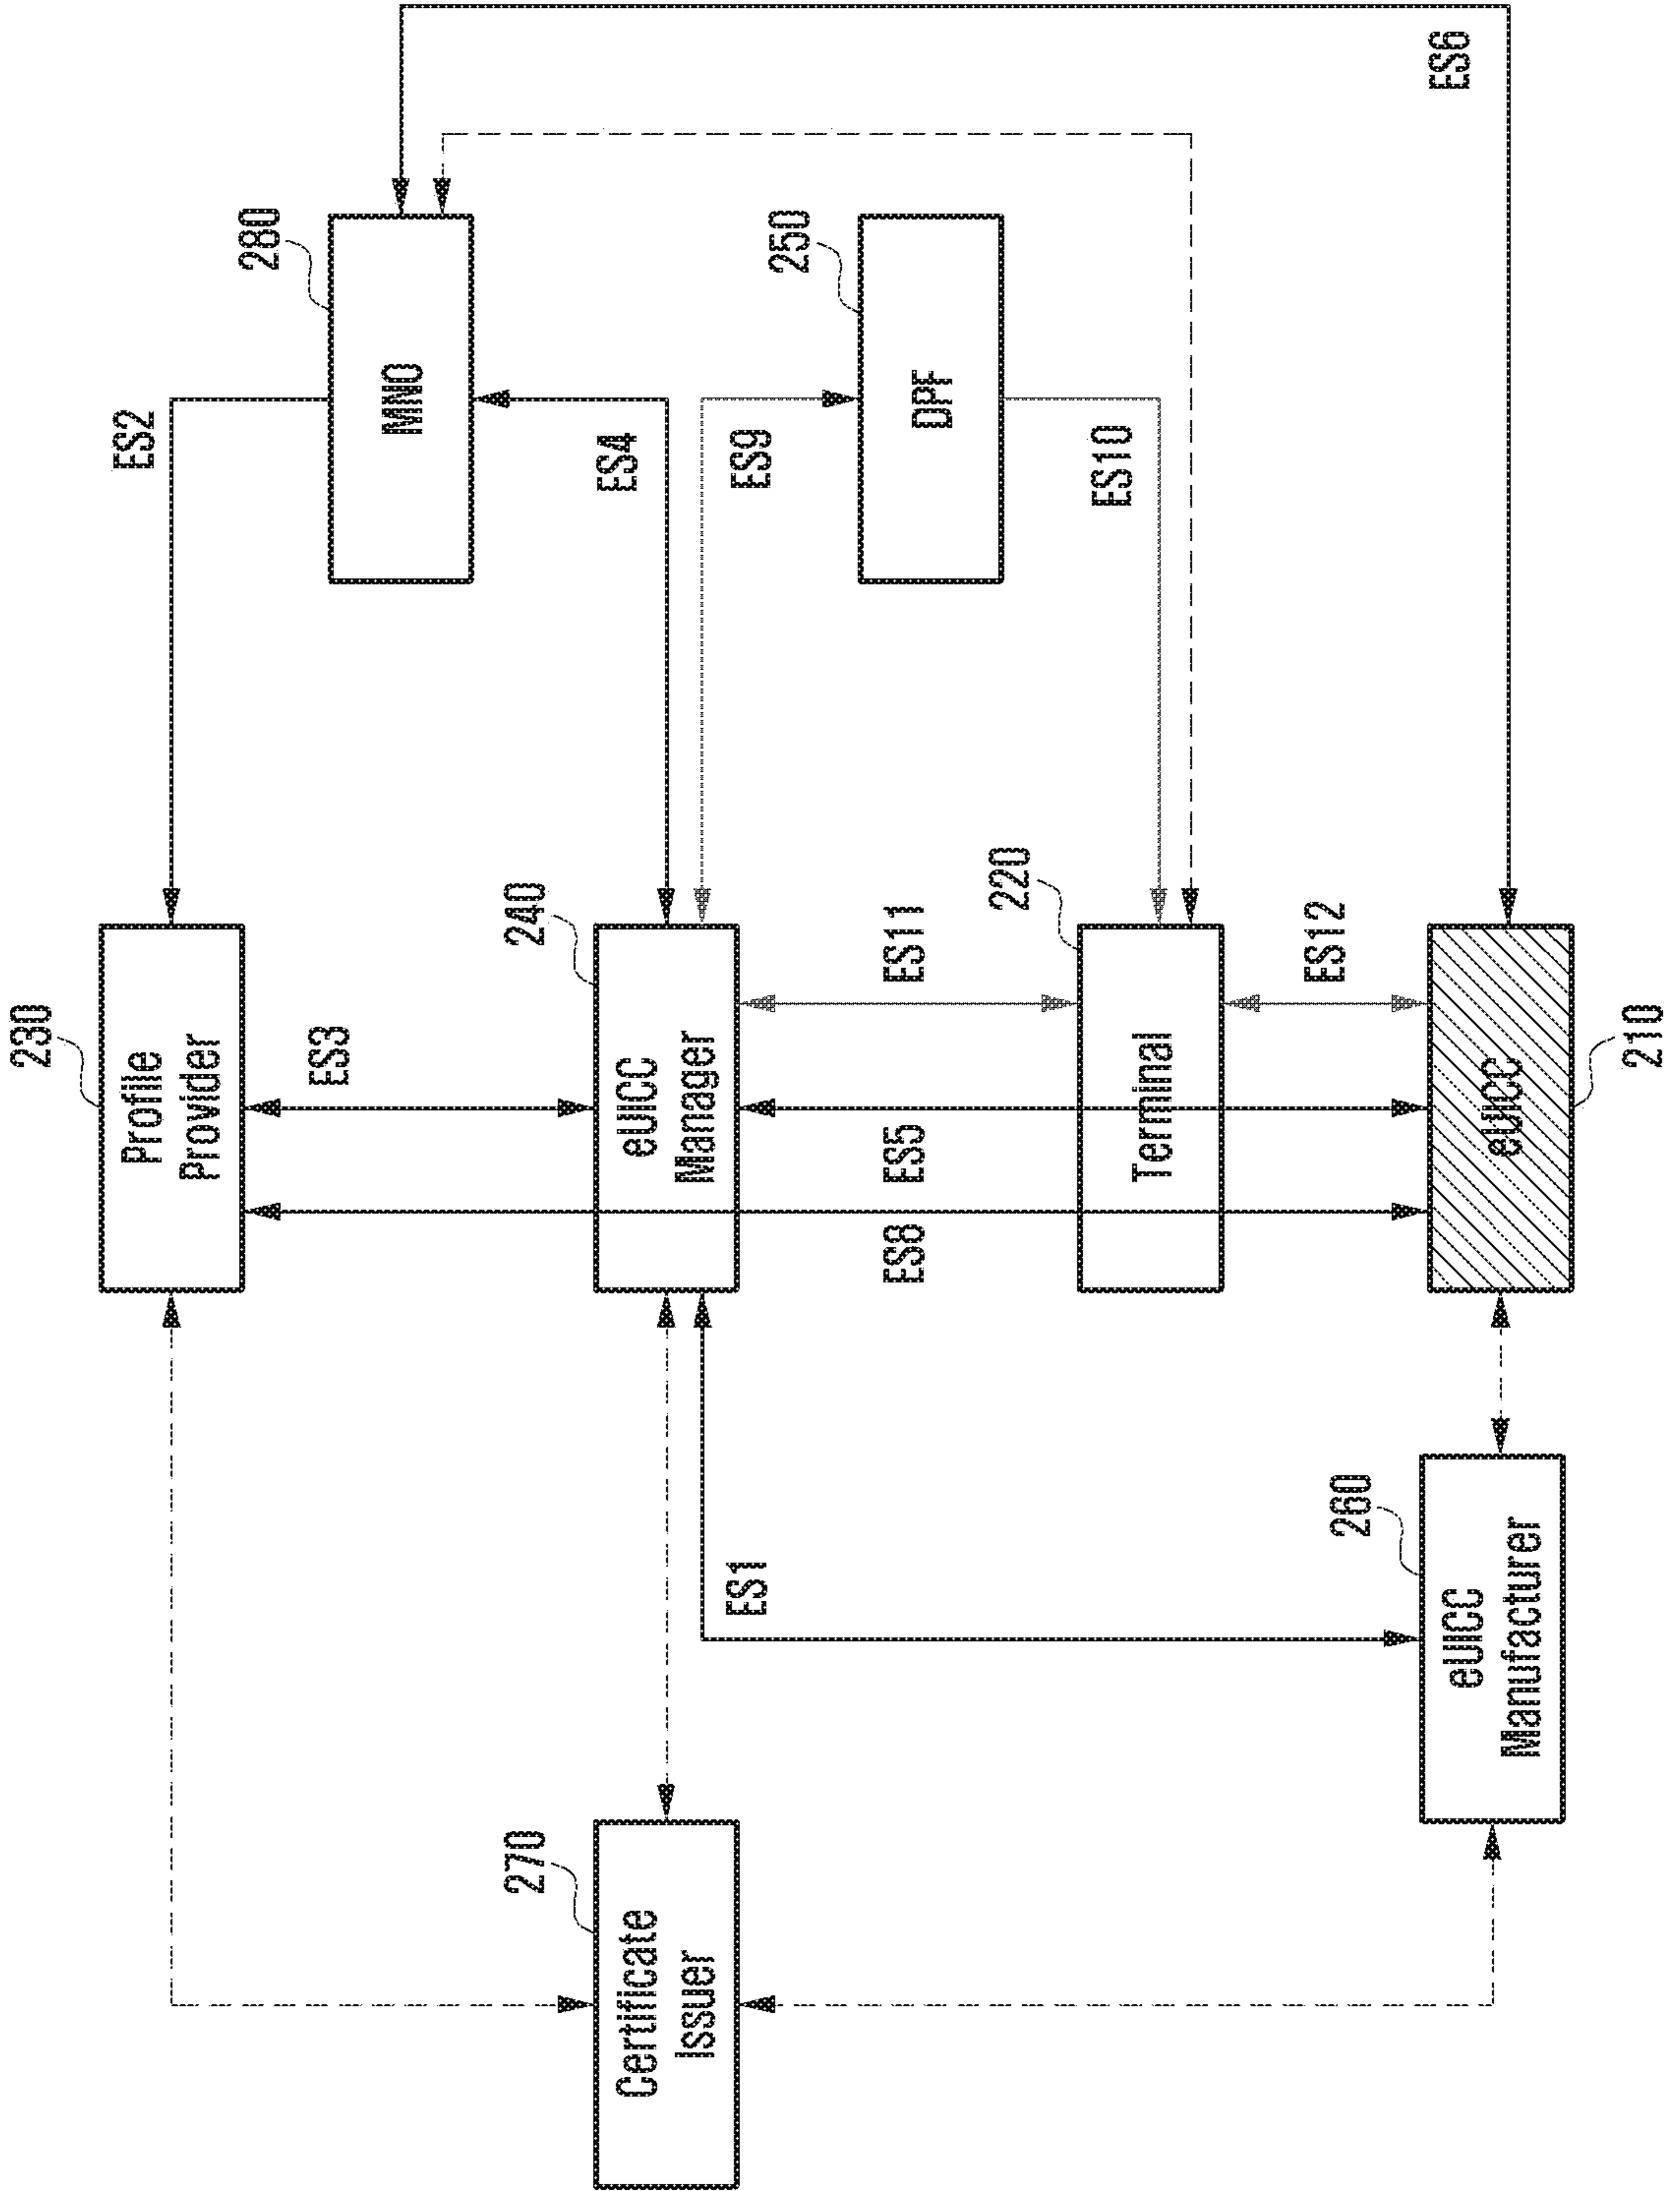 230
ES2
Profile
Provider
280
ES3
MNO
270
240
ES4
Certificate
Issuer
eUICC
Manager
ES1
ES9
250
ES8
ES5
ES11
DPF
220
ES10
Terminal
ES12
260
ES6
eUICC
Manufacturer
eUICC
210